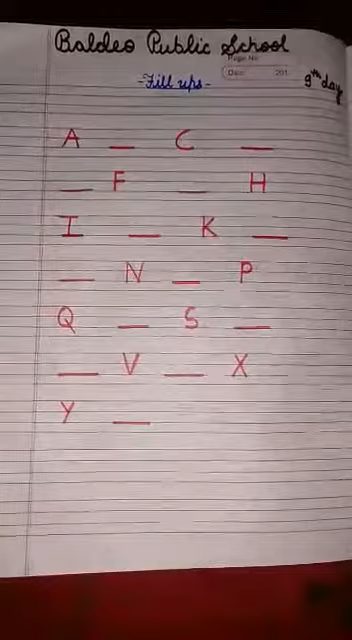 Baldeo Public School
Page No
Date: 201
-Fill ups-
9th day
A __ C __
__ F __ H
I __ K __
__ N __ P
Q __ S __
__ V __ X
Y __